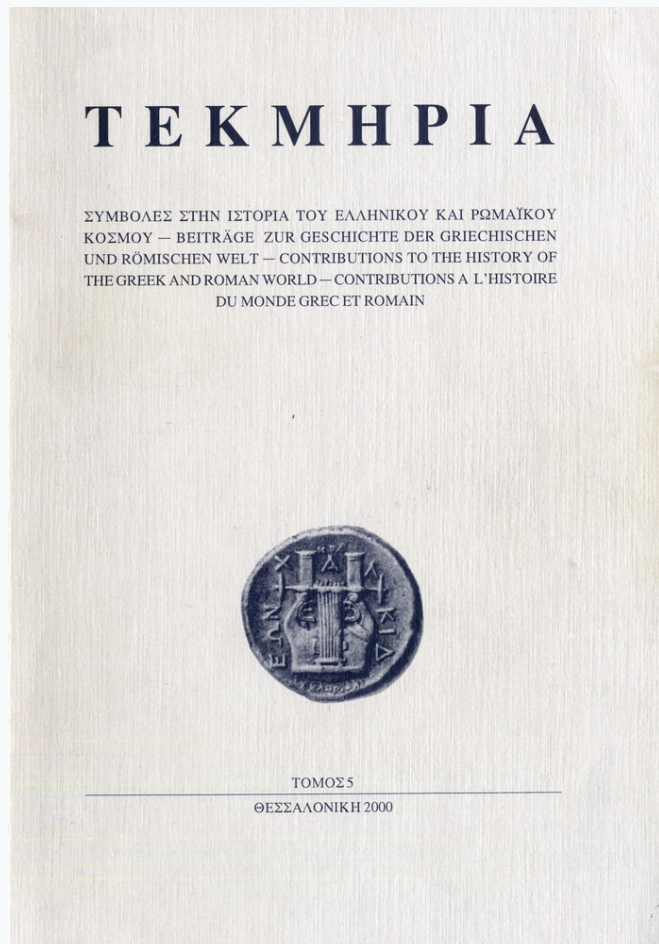 ΤΕΚΜΗΡΙΑ
ΣΥΜΒΟΛΕΣ ΣΤΗΝ ΙΣΤΟΡΙΑ ΤΟΥ ΕΛΛΗΝΙΚΟΥ ΚΑΙ ΡΩΜΑΪΚΟΥ
ΚΟΣΜΟΥ — BEITRÄGE ZUR GESCHICHTE DER GRIECHISCHEN
UND RÖMISCHEN WELT — CONTRIBUTIONS TO THE HISTORY OF
THE GREEK AND ROMAN WORLD — CONTRIBUTIONS A L'HISTOIRE
DU MONDE GREC ET ROMAIN
ΧΑΛΚΙΔΕΩΝ
ΤΟΜΟΣ 5
ΘΕΣΣΑΛΟΝΙΚΗ 2000